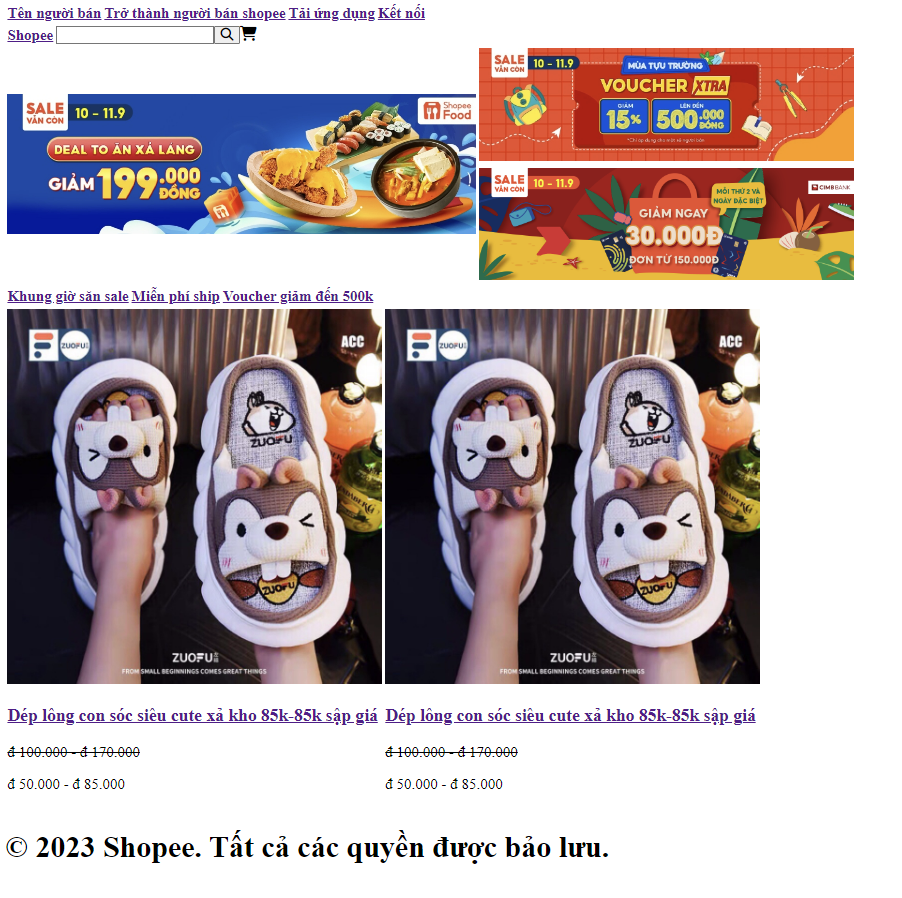 Tên người bán Trở thành người bán shopee Tải ứng dụng Kết nối
Shopee
SALE
VẪN CÒN
10 - 11.9
Shopee
Food
DEAL TO ĂN XẢ LÁNG
GIẢM 199.000
ĐỒNG
SALE
VẪN CÒN
10 - 11.9
MÙA TỰU TRƯỜNG
VOUCHER XTRA
GIẢM
15%
LÊN ĐẾN
500.000
ĐỒNG
SALE
VẪN CÒN
10 - 11.9
MỖI THỨ 2 VÀ
NGÀY ĐẶC BIỆT
CIMB BANK
GIẢM NGAY
30.000Đ
ĐƠN TỪ 150.000Đ
Khung giờ săn sale Miễn phí ship Voucher giảm đến 500k
ZUOFU
ACC
ZUOFU
ZUOFU
ZUOFU
FROM SMALL BEGINNINGS COMES GREAT THINGS
ZUOFU
ACC
ZUOFU
ZUOFU
ZUOFU
FROM SMALL BEGINNINGS COMES GREAT THINGS
Dép lông con sóc siêu cute xả kho 85k-85k sập giá
Dép lông con sóc siêu cute xả kho 85k-85k sập giá
đ 100.000 - đ 170.000
đ 100.000 - đ 170.000
đ 50.000 - đ 85.000
đ 50.000 - đ 85.000
© 2023 Shopee. Tất cả các quyền được bảo lưu.